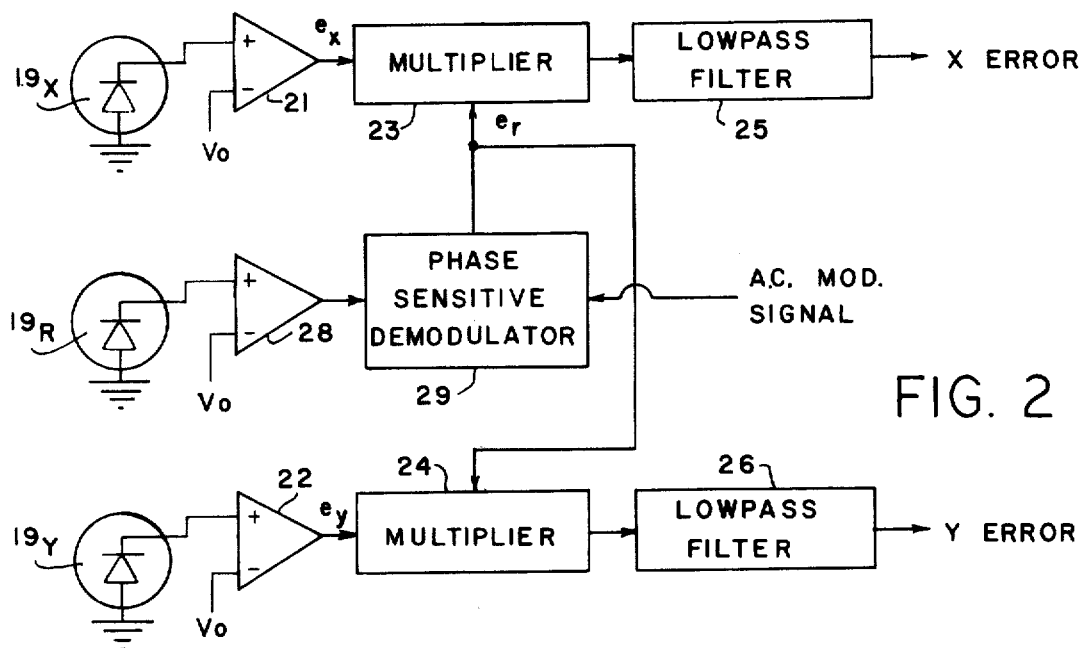 19X
+
−
Vo
21
ex
MULTIPLIER
23
er
LOWPASS
FILTER
25
X ERROR
19R
+
−
Vo
28
PHASE
SENSITIVE
DEMODULATOR
29
A.C. MOD.
SIGNAL
FIG. 2
19Y
+
−
Vo
22
ey
24
MULTIPLIER
26
LOWPASS
FILTER
Y ERROR